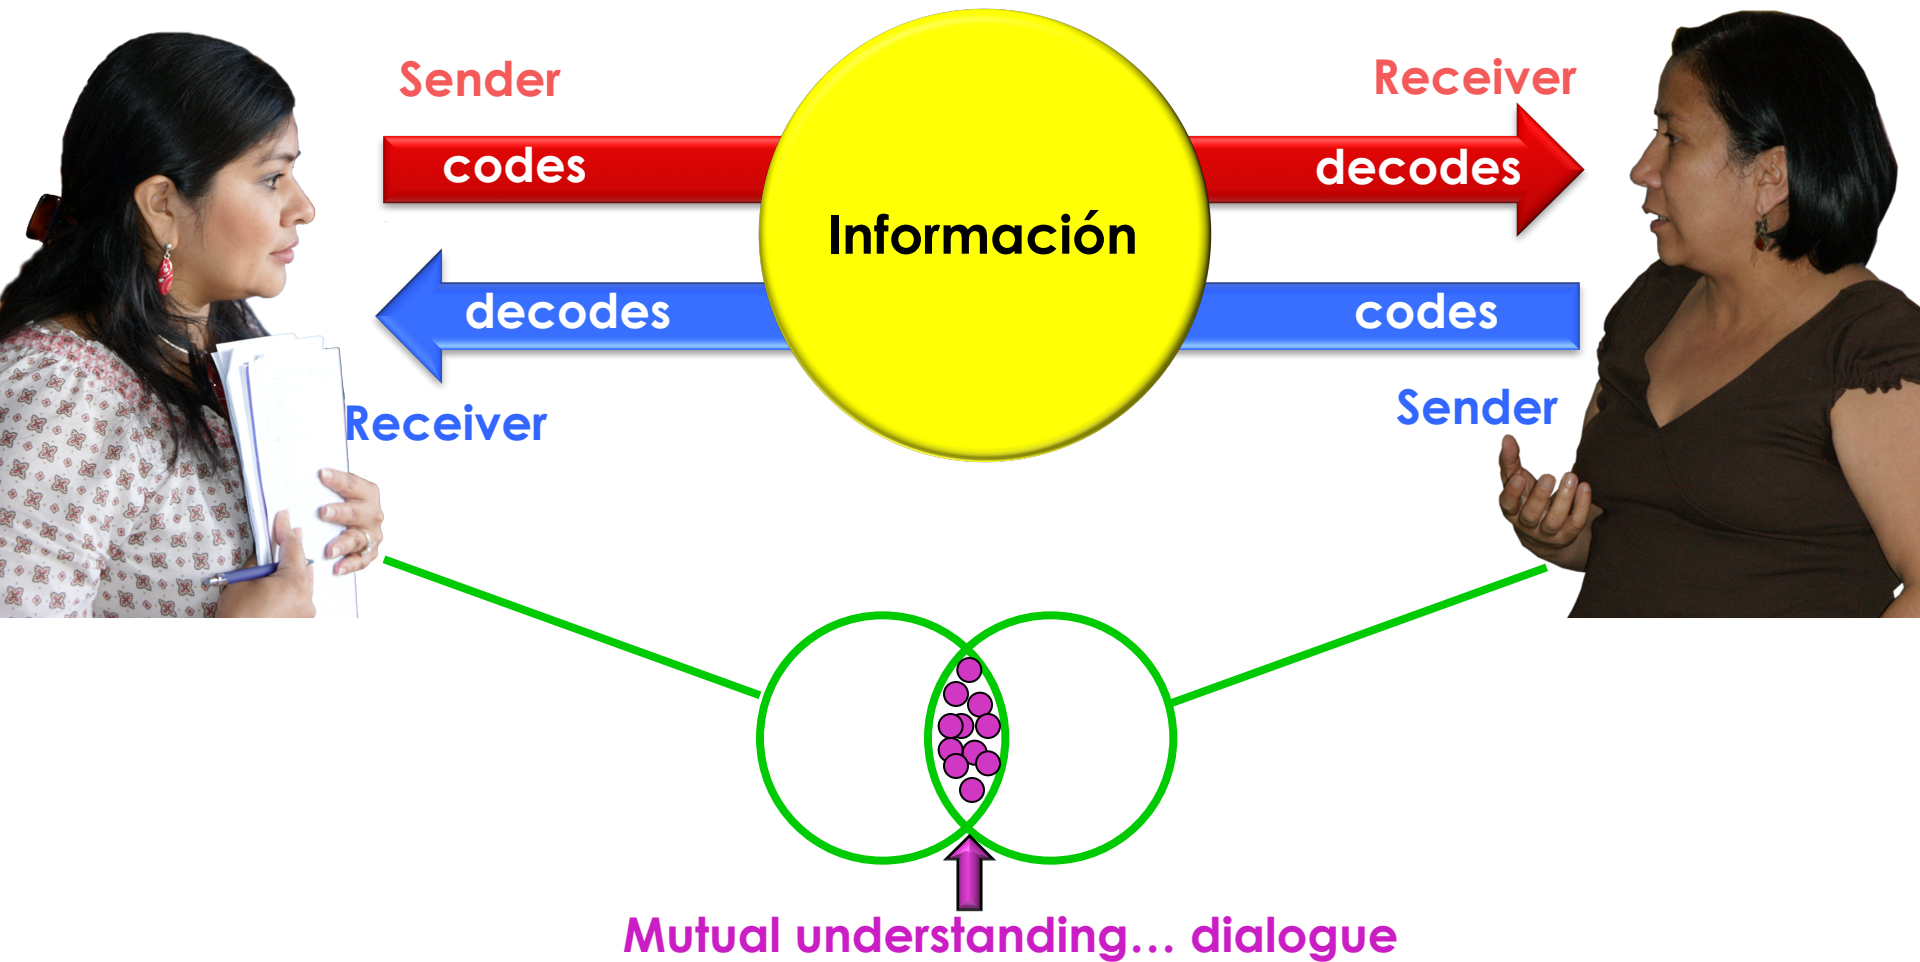 Sender
Receiver
codes
decodes
Información
decodes
codes
Receiver
Sender
Mutual understanding... dialogue